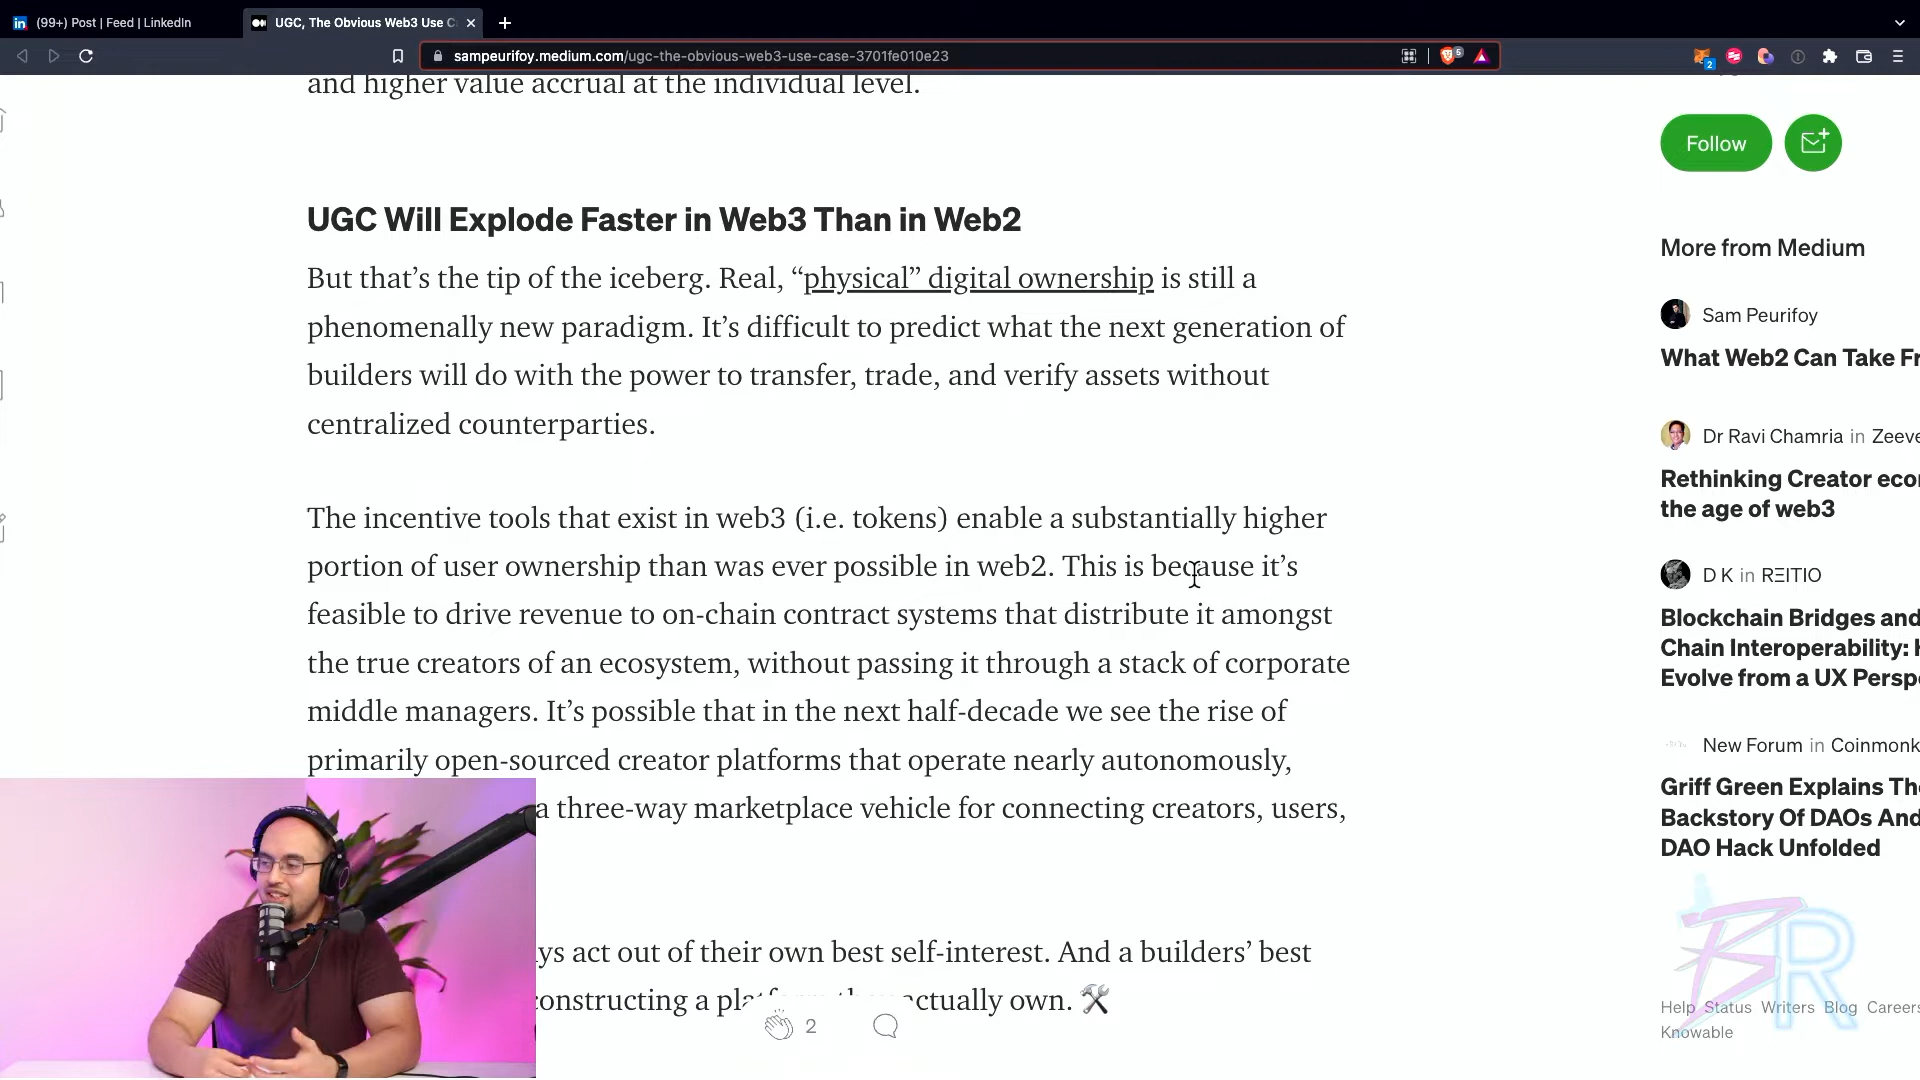 (99+) Post | Feed | LinkedIn
UGC, The Obvious Web3 Use C
sampeurifoy.medium.com/ugc-the-obvious-web3-use-case-3701fe010e23
5
2
and higher value accrual at the individual level.
UGC Will Explode Faster in Web3 Than in Web2
But that’s the tip of the iceberg. Real, “physical” digital ownership is still a
phenomenally new paradigm. It’s difficult to predict what the next generation of
builders will do with the power to transfer, trade, and verify assets without
centralized counterparties.
The incentive tools that exist in web3 (i.e. tokens) enable a substantially higher
portion of user ownership than was ever possible in web2. This is because it’s
feasible to drive revenue to on-chain contract systems that distribute it amongst
the true creators of an ecosystem, without passing it through a stack of corporate
middle managers. It’s possible that in the next half-decade we see the rise of
primarily open-sourced creator platforms that operate nearly autonomously,
a three-way marketplace vehicle for connecting creators, users,
ys act out of their own best self-interest. And a builders’ best
constructing a actually own. 🛠
2
Follow
More from Medium
Sam Peurifoy
What Web2 Can Take Fr
Dr Ravi Chamria in Zeeve
Rethinking Creator eco
the age of web3
D K in RΞITIO
Blockchain Bridges and
Chain Interoperability: H
Evolve from a UX Persp
New Forum in Coinmonk
Griff Green Explains The
Backstory Of DAOs And
DAO Hack Unfolded
BR
Help Status Writers Blog Careers
Knowable